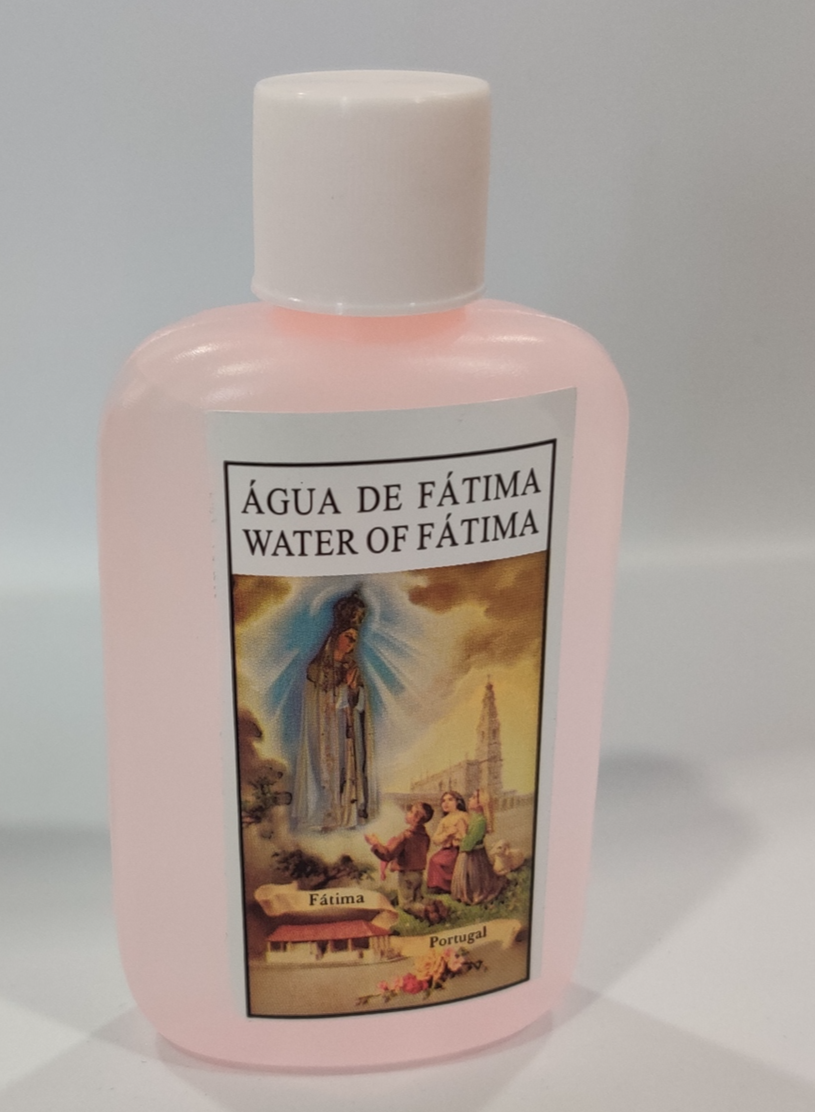 ÁGUA DE FÁTIMA
WATER OF FÁTIMA
Fátima
Portugal